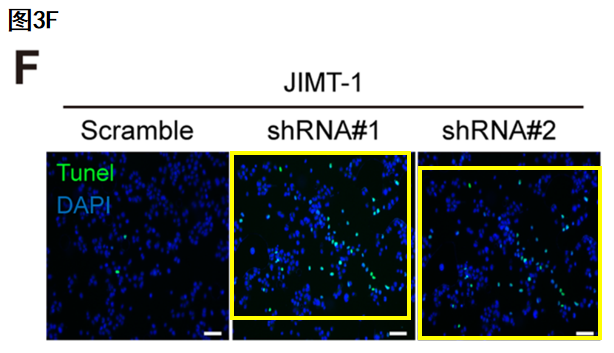 图3F
F
JIMT-1
Scramble shRNA#1 shRNA#2
Tunel
DAPI